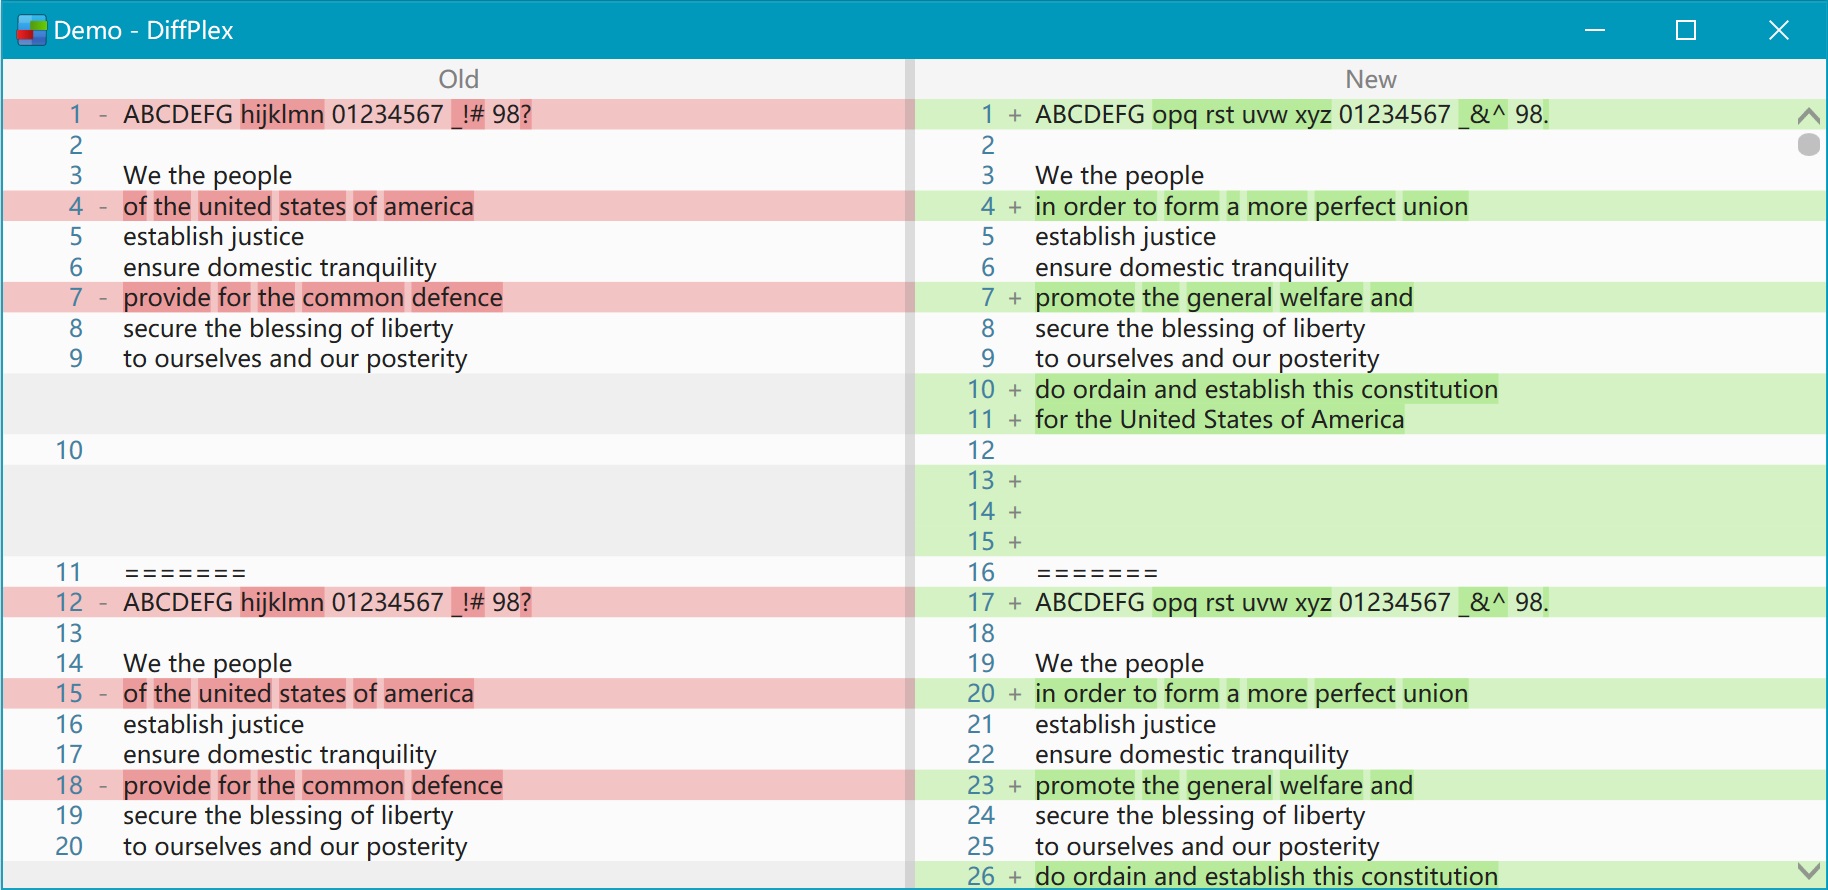 Demo - DiffPlex
Old
1 - ABCDEFG hijklmn 01234567 _!# 98?
2
3 We the people
4 - of the united states of america
5 establish justice
6 ensure domestic tranquility
7 - provide for the common defence
8 secure the blessing of liberty
9 to ourselves and our posterity
10
11 =======
12 - ABCDEFG hijklmn 01234567 _!# 98?
13
14 We the people
15 - of the united states of america
16 establish justice
17 ensure domestic tranquility
18 - provide for the common defence
19 secure the blessing of liberty
20 to ourselves and our posterity
New
1 + ABCDEFG opq rst uvw xyz 01234567 _&^ 98.
2
3 We the people
4 + in order to form a more perfect union
5 establish justice
6 ensure domestic tranquility
7 + promote the general welfare and
8 secure the blessing of liberty
9 to ourselves and our posterity
10 + do ordain and establish this constitution
11 + for the United States of America
12
13 +
14 +
15 +
16 =======
17 + ABCDEFG opq rst uvw xyz 01234567 _&^ 98.
18
19 We the people
20 + in order to form a more perfect union
21 establish justice
22 ensure domestic tranquility
23 + promote the general welfare and
24 secure the blessing of liberty
25 to ourselves and our posterity
26 + do ordain and establish this constitution